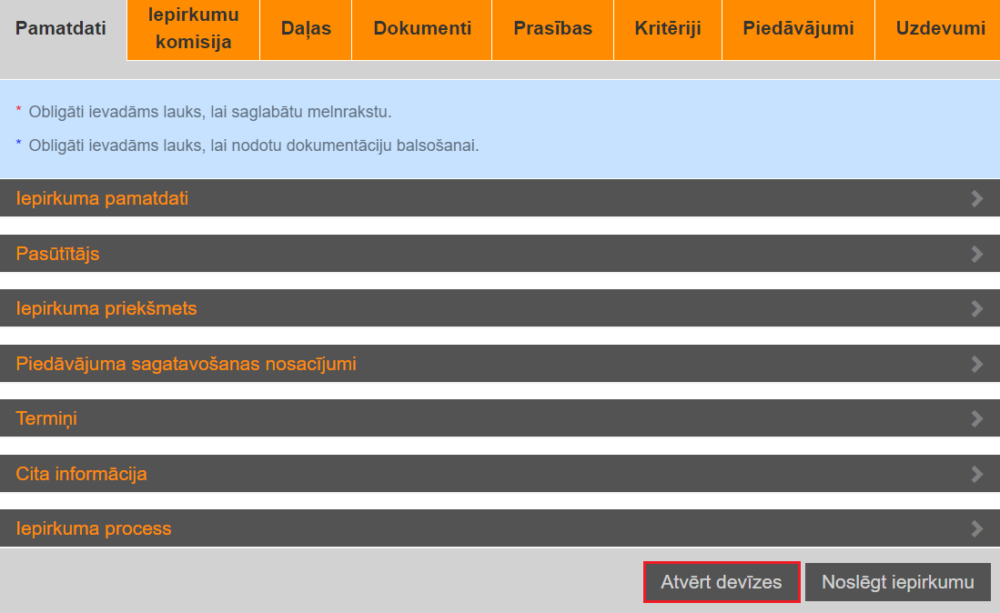 Pamatdati
Iepirkumu
komisija
Daļas
Dokumenti
Prasības
Kritēriji
Piedāvājumi
Uzdevumi
* Obligāti ievadāms lauks, lai saglabātu melnrakstu.
* Obligāti ievadāms lauks, lai nodotu dokumentāciju balsošanai.
Iepirkuma pamatdati
Pasūtītājs
Iepirkuma priekšmets
Piedāvājuma sagatavošanas nosacījumi
Termiņi
Cita informācija
Iepirkuma process
Atvērt devīzes
Noslēgt iepirkumu